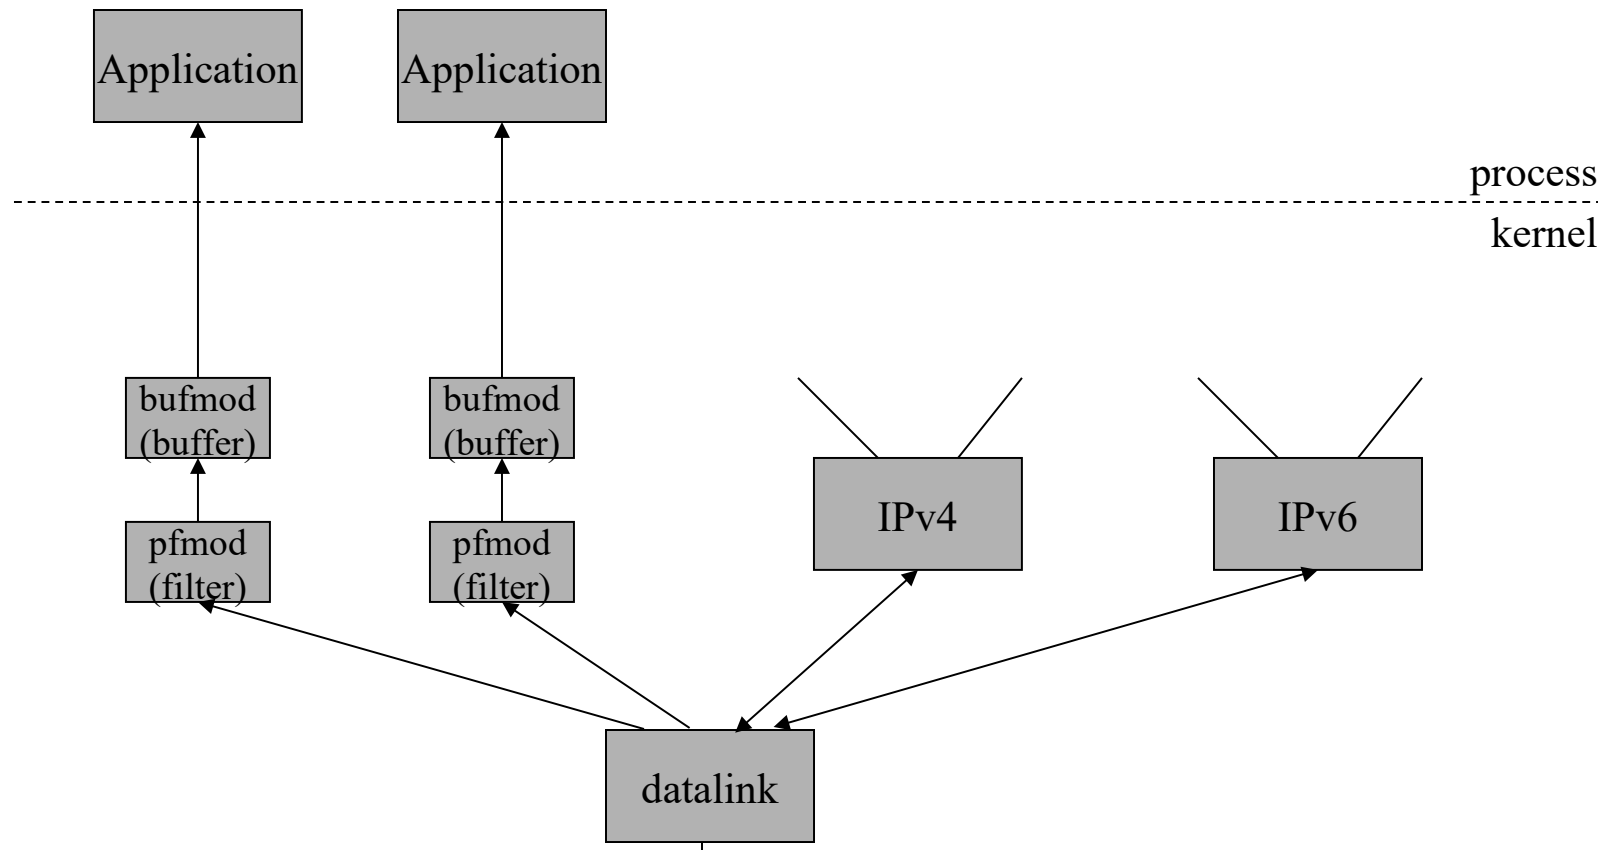 Application
Application
process
kernel
bufmod
(buffer)
bufmod
(buffer)
IPv4
IPv6
pfmod
(filter)
pfmod
(filter)
datalink